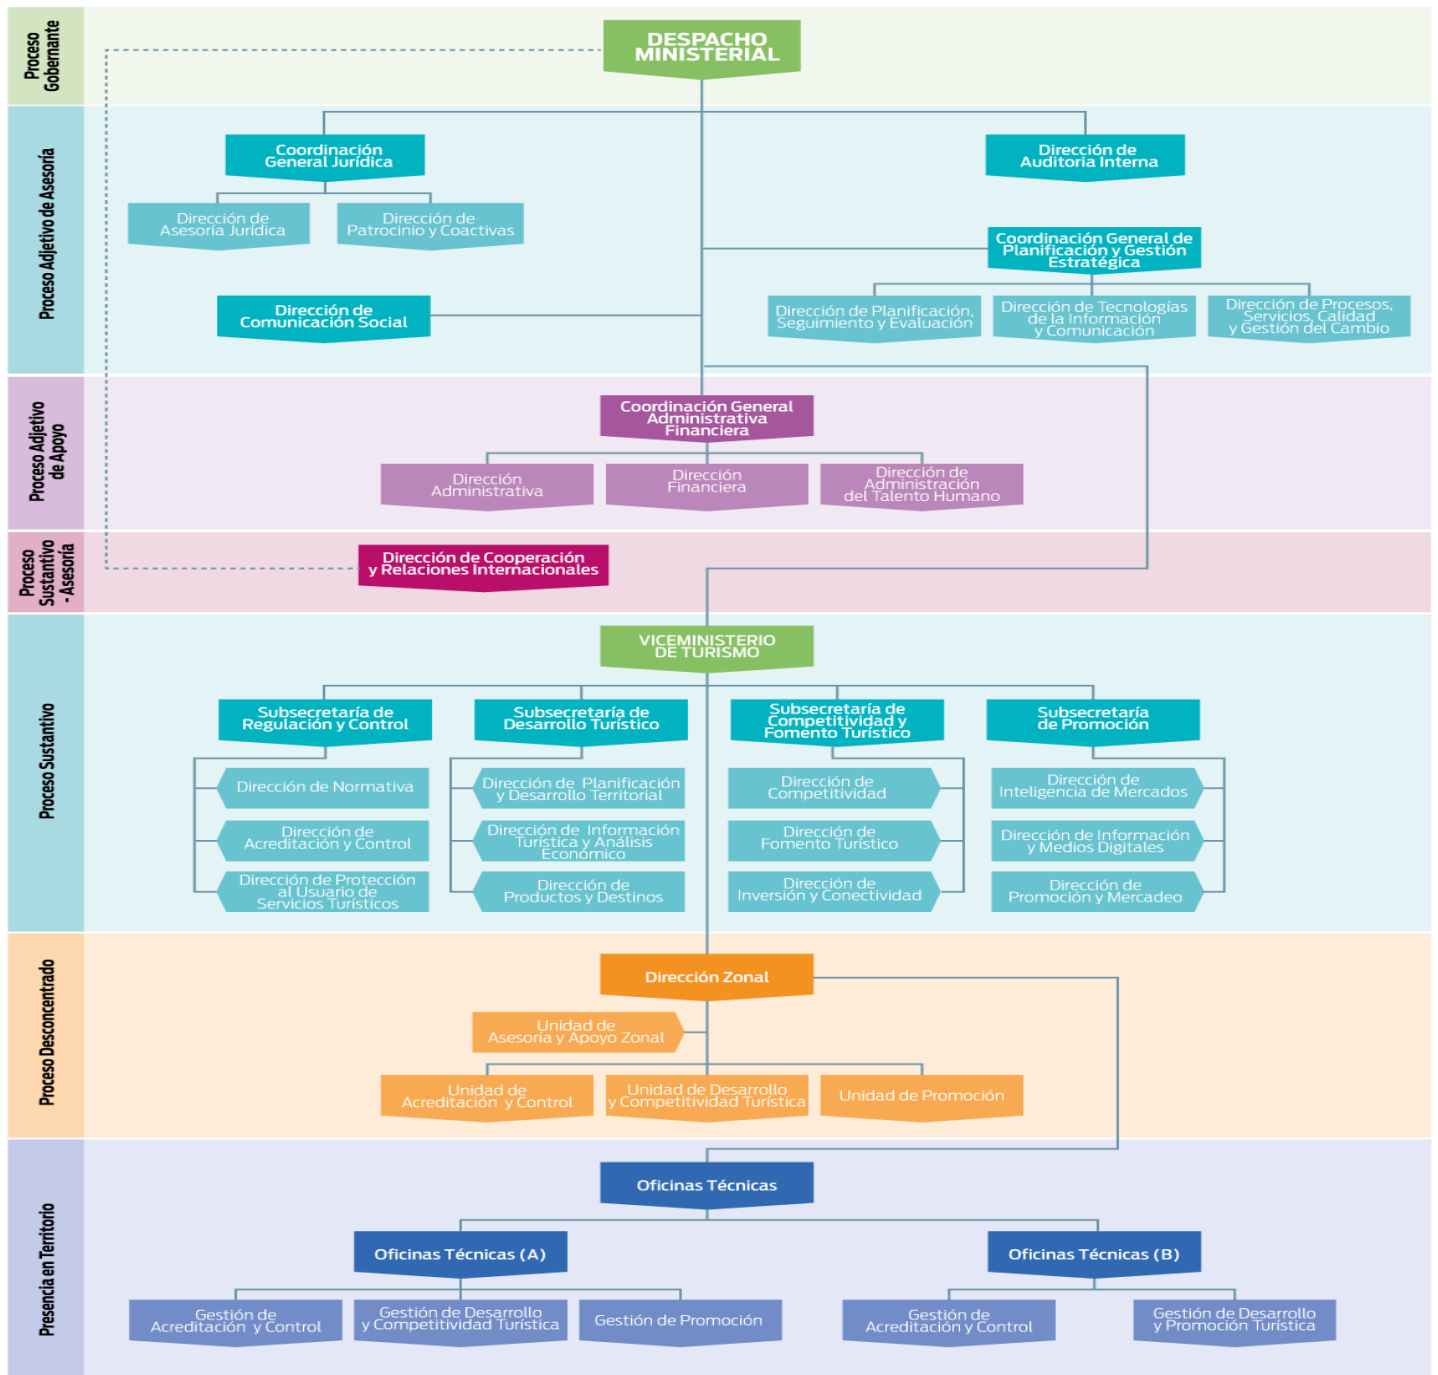 Proceso
Gobernante
DESPACHO
MINISTERIAL
Proceso Adjetivo de Asesoría
Coordinación
General Jurídica
Dirección de
Auditoria Interna
Dirección de
Asesoría Jurídica
Dirección de
Patrocinio y Coactivas
Coordinación General de
Planificación y Gestión
Estratégica
Dirección de
Comunicación Social
Dirección de Planificación,
Seguimiento y Evaluación
Dirección de Tecnologías
de la Información
y Comunicación
Dirección de Procesos,
Servicios, Calidad
y Gestión del Cambio
Proceso Adjetivo
de Apoyo
Coordinación General
Administrativa
Financiera
Dirección
Administrativa
Dirección
Financiera
Dirección de
Administración
del Talento Humano
Proceso
Sustantivo
- Asesoría
Dirección de Cooperación
y Relaciones Internacionales
Proceso Sustantivo
VICEMINISTERIO
DE TURISMO
Subsecretaría de
Regulación y Control
Subsecretaría de
Desarrollo Turístico
Subsecretaría de
Competitividad y
Fomento Turístico
Subsecretaría
de Promoción
Dirección de Normativa
Dirección de Planificación
y Desarrollo Territorial
Dirección de
Competitividad
Dirección de
Inteligencia de Mercados
Dirección de
Acreditación y Control
Dirección de Información
Turística y Análisis
Económico
Dirección de
Fomento Turístico
Dirección de Información
y Medios Digitales
Dirección de Protección
al Usuario de
Servicios Turísticos
Dirección de
Productos y Destinos
Dirección de
Inversión y Conectividad
Dirección de
Promoción y Mercadeo
Proceso Desconcentrado
Dirección Zonal
Unidad de
Asesoría y Apoyo Zonal
Unidad de
Acreditación y Control
Unidad de Desarrollo
y Competitividad Turística
Unidad de Promoción
Presencia en Territorio
Oficinas Técnicas
Oficinas Técnicas (A)
Oficinas Técnicas (B)
Gestión de
Acreditación y Control
Gestión de Desarrollo
y Competitividad Turística
Gestión de Promoción
Gestión de
Acreditación y Control
Gestión de Desarrollo
y Promoción Turística